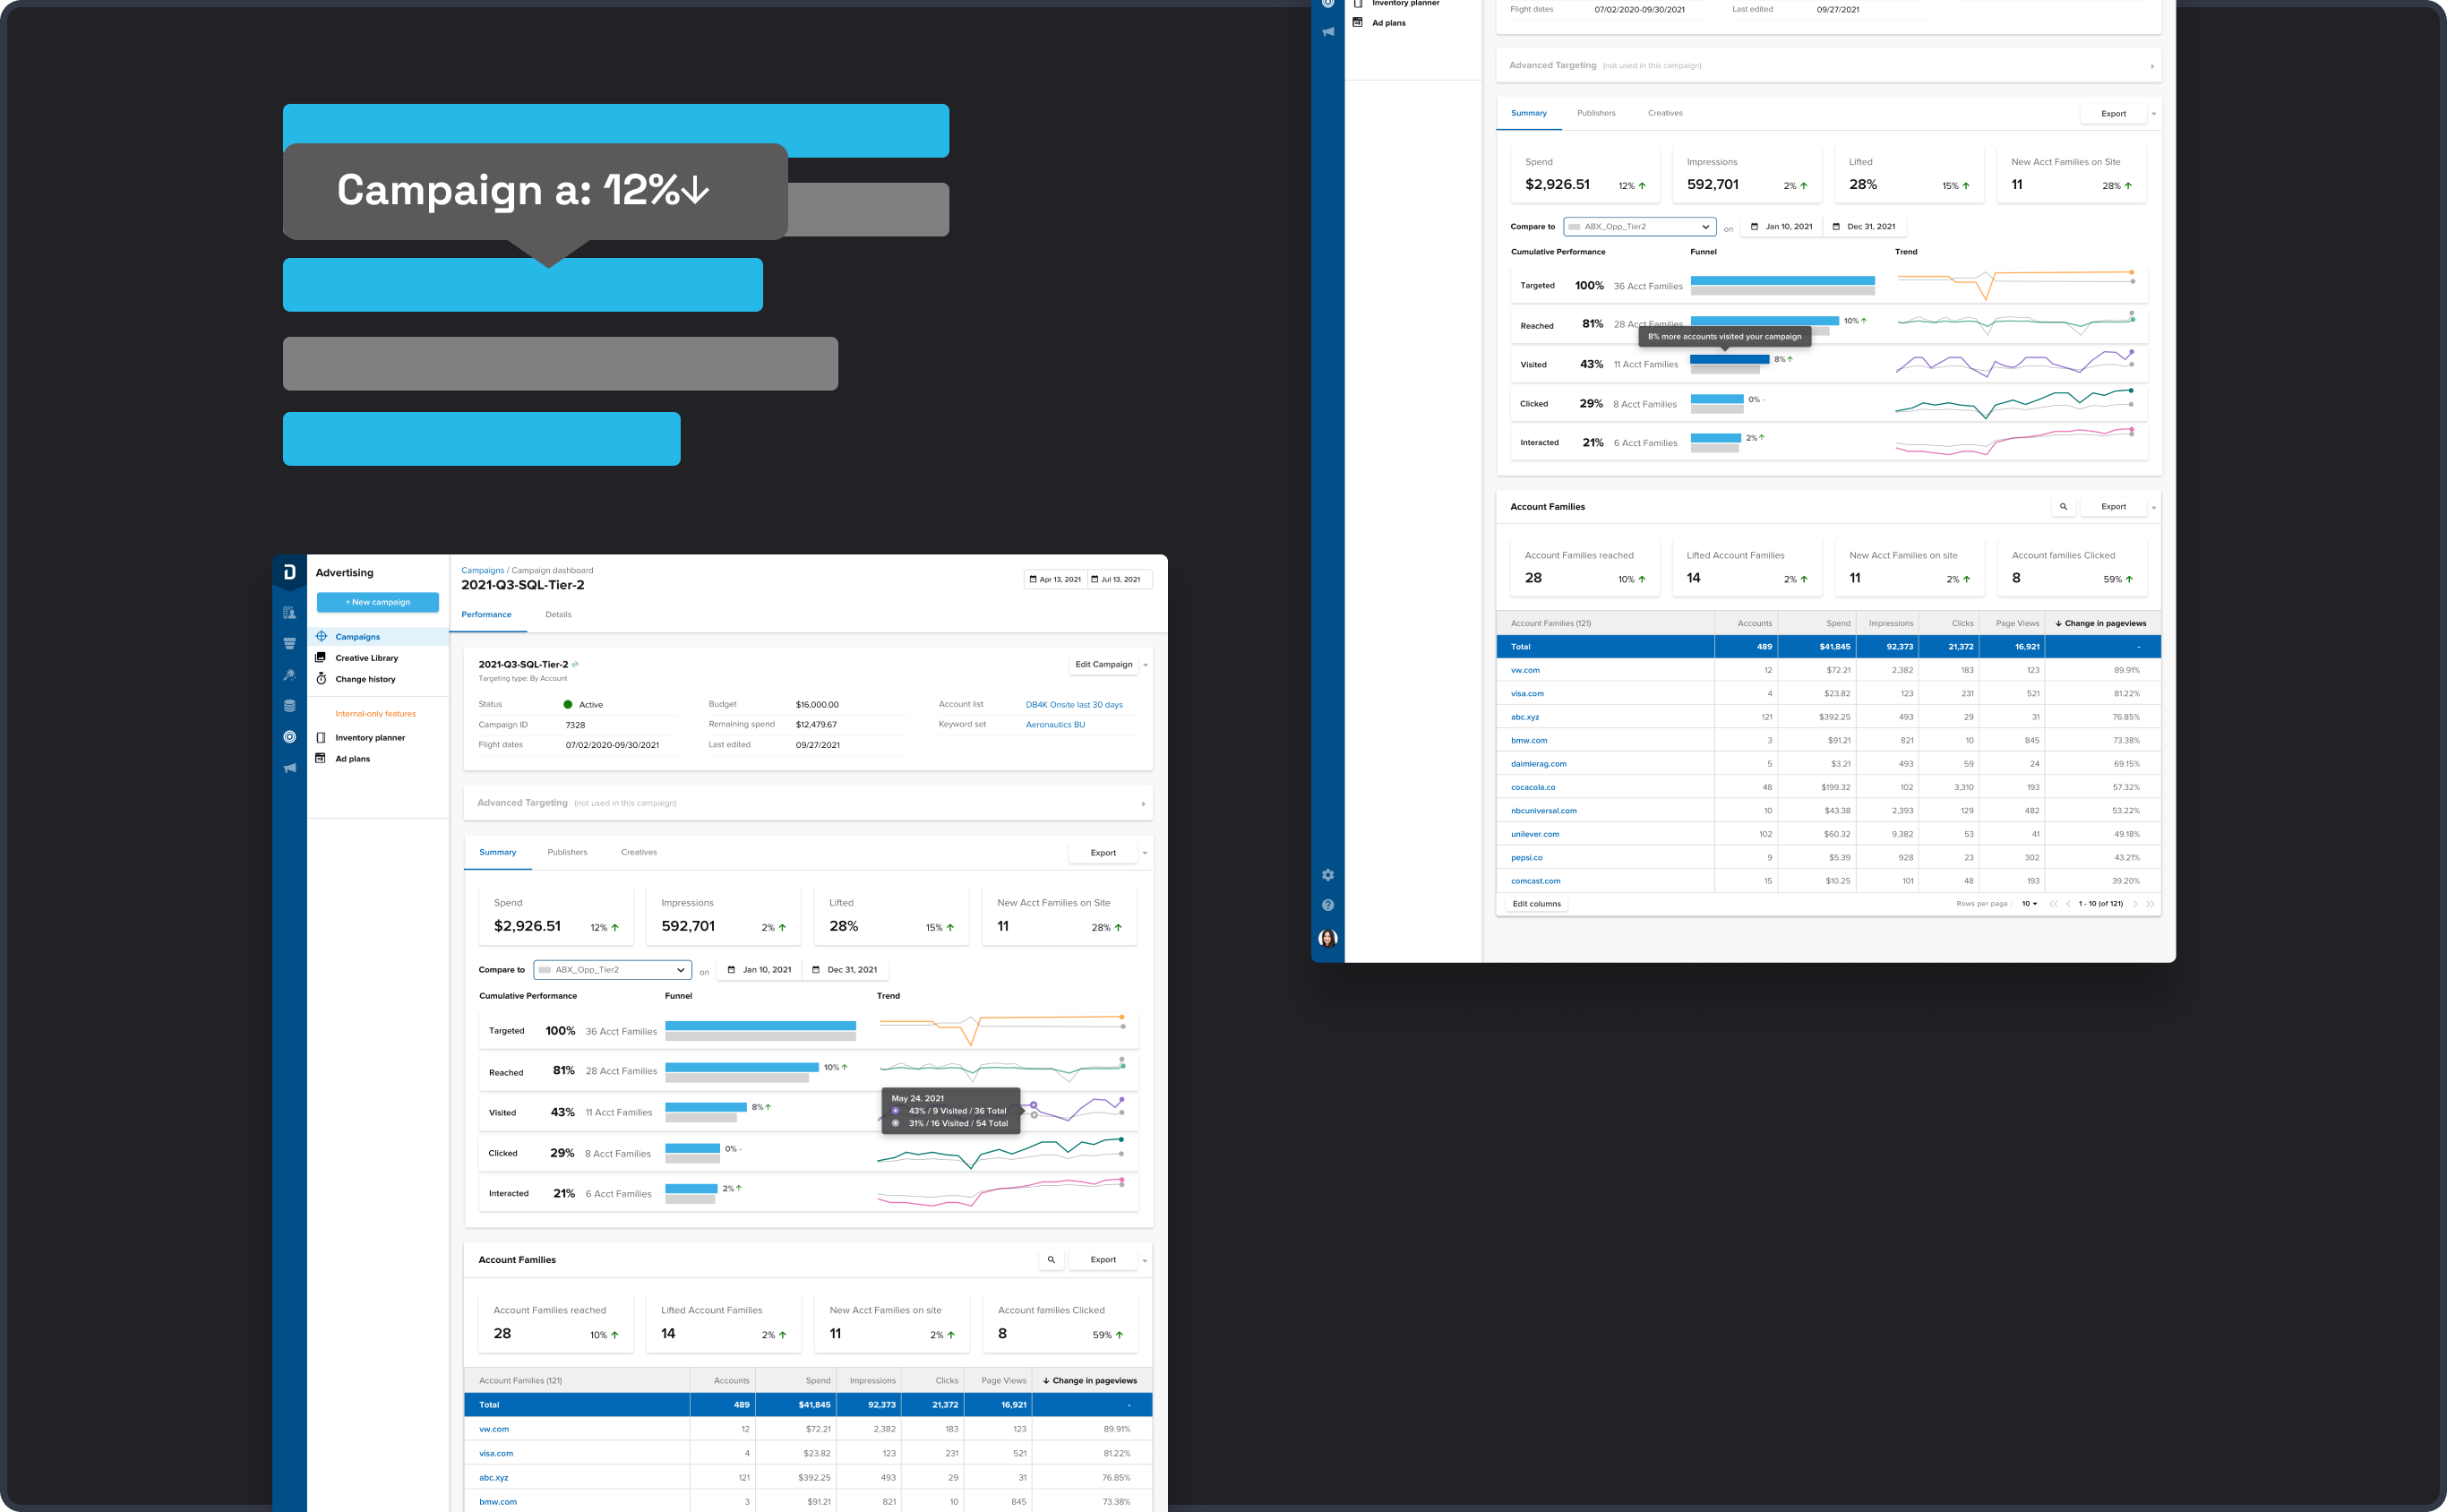 Campaign a: 12%↓
D
Advertising
+ New campaign
Campaigns
Creative Library
Change history
Internal-only features
Inventory planner
Ad plans
Campaigns / Campaign dashboard
2021-Q3-SQL-Tier-2
Apr 13, 2021 Jul 13, 2021
Performance Details
2021-Q3-SQL-Tier-2 Edit Campaign
Targeting type: By Account
Status Active Budget $16,000.00 Account list DB4K Onsite last 30 days
Campaign ID 7328 Remaining spend $12,479.67 Keyword set Aeronautics BU
Flight dates 07/02/2020-09/30/2021 Last edited 09/27/2021
Advanced Targeting (not used in this campaign)
Summary Publishers Creatives Export
Spend Impressions Lifted New Acct Families on Site
$2,926.51 12% ↑ 592,701 2% ↑ 28% 15% ↑ 11 28% ↑
Compare to ABX_Opp_Tier2 on Jan 10, 2021 Dec 31, 2021
Cumulative Performance Funnel Trend
Targeted 100% 36 Acct Families
Reached 81% 28 Acct Families 10% ↑
May 24. 2021
43% / 9 Visited / 36 Total
31% / 16 Visited / 54 Total
Visited 43% 11 Acct Families 8% ↑
Clicked 29% 8 Acct Families 0% -
Interacted 21% 6 Acct Families 2% ↑
Account Families Export
Account Families reached Lifted Account Families New Acct Families on site Account families Clicked
28 10% ↑ 14 2% ↑ 11 2% ↑ 8 59% ↑
Account Families (121) Accounts Spend Impressions Clicks Page Views ↓ Change in pageviews
Total 489 $41,845 92,373 21,372 16,921 -
vw.com 12 $72.21 2,382 183 123 89.91%
visa.com 4 $23.82 123 231 521 81.22%
abc.xyz 121 $392.25 493 29 31 76.85%
bmw.com 3 $91.21 821 10 845 73.38%
Inventory planner
Ad plans
Flight dates 07/02/2020-09/30/2021 Last edited 09/27/2021
Advanced Targeting (not used in this campaign)
Summary Publishers Creatives Export
Spend Impressions Lifted New Acct Families on Site
$2,926.51 12% ↑ 592,701 2% ↑ 28% 15% ↑ 11 28% ↑
Compare to ABX_Opp_Tier2 on Jan 10, 2021 Dec 31, 2021
Cumulative Performance Funnel Trend
Targeted 100% 36 Acct Families
Reached 81% 28 Acct Families 10% ↑
8% more accounts visited your campaign
Visited 43% 11 Acct Families 8% ↑
Clicked 29% 8 Acct Families 0% -
Interacted 21% 6 Acct Families 2% ↑
Account Families Export
Account Families reached Lifted Account Families New Acct Families on site Account families Clicked
28 10% ↑ 14 2% ↑ 11 2% ↑ 8 59% ↑
Account Families (121) Accounts Spend Impressions Clicks Page Views ↓ Change in pageviews
Total 489 $41,845 92,373 21,372 16,921 -
vw.com 12 $72.21 2,382 183 123 89.91%
visa.com 4 $23.82 123 231 521 81.22%
abc.xyz 121 $392.25 493 29 31 76.85%
bmw.com 3 $91.21 821 10 845 73.38%
daimlerag.com 5 $3.21 493 59 24 69.15%
cocacola.co 48 $199.32 102 3,310 193 57.32%
nbcuniversal.com 10 $43.38 2,393 129 482 53.22%
unilever.com 102 $60.32 9,382 53 41 49.18%
pepsi.co 9 $5.39 928 23 302 43.21%
comcast.com 15 $10.25 101 48 193 39.20%
Edit columns Rows per page : 10 1 - 10 (of 121)